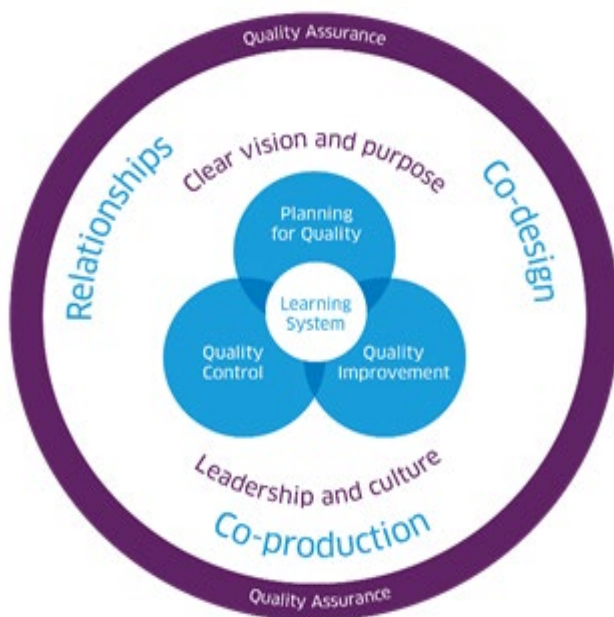 Quality Assurance
Clear vision and purpose
Relationships
Co-design
Planning
for Quality
Learning
System
Quality
Control
Quality
Improvement
Leadership and culture
Co-production
Quality Assurance